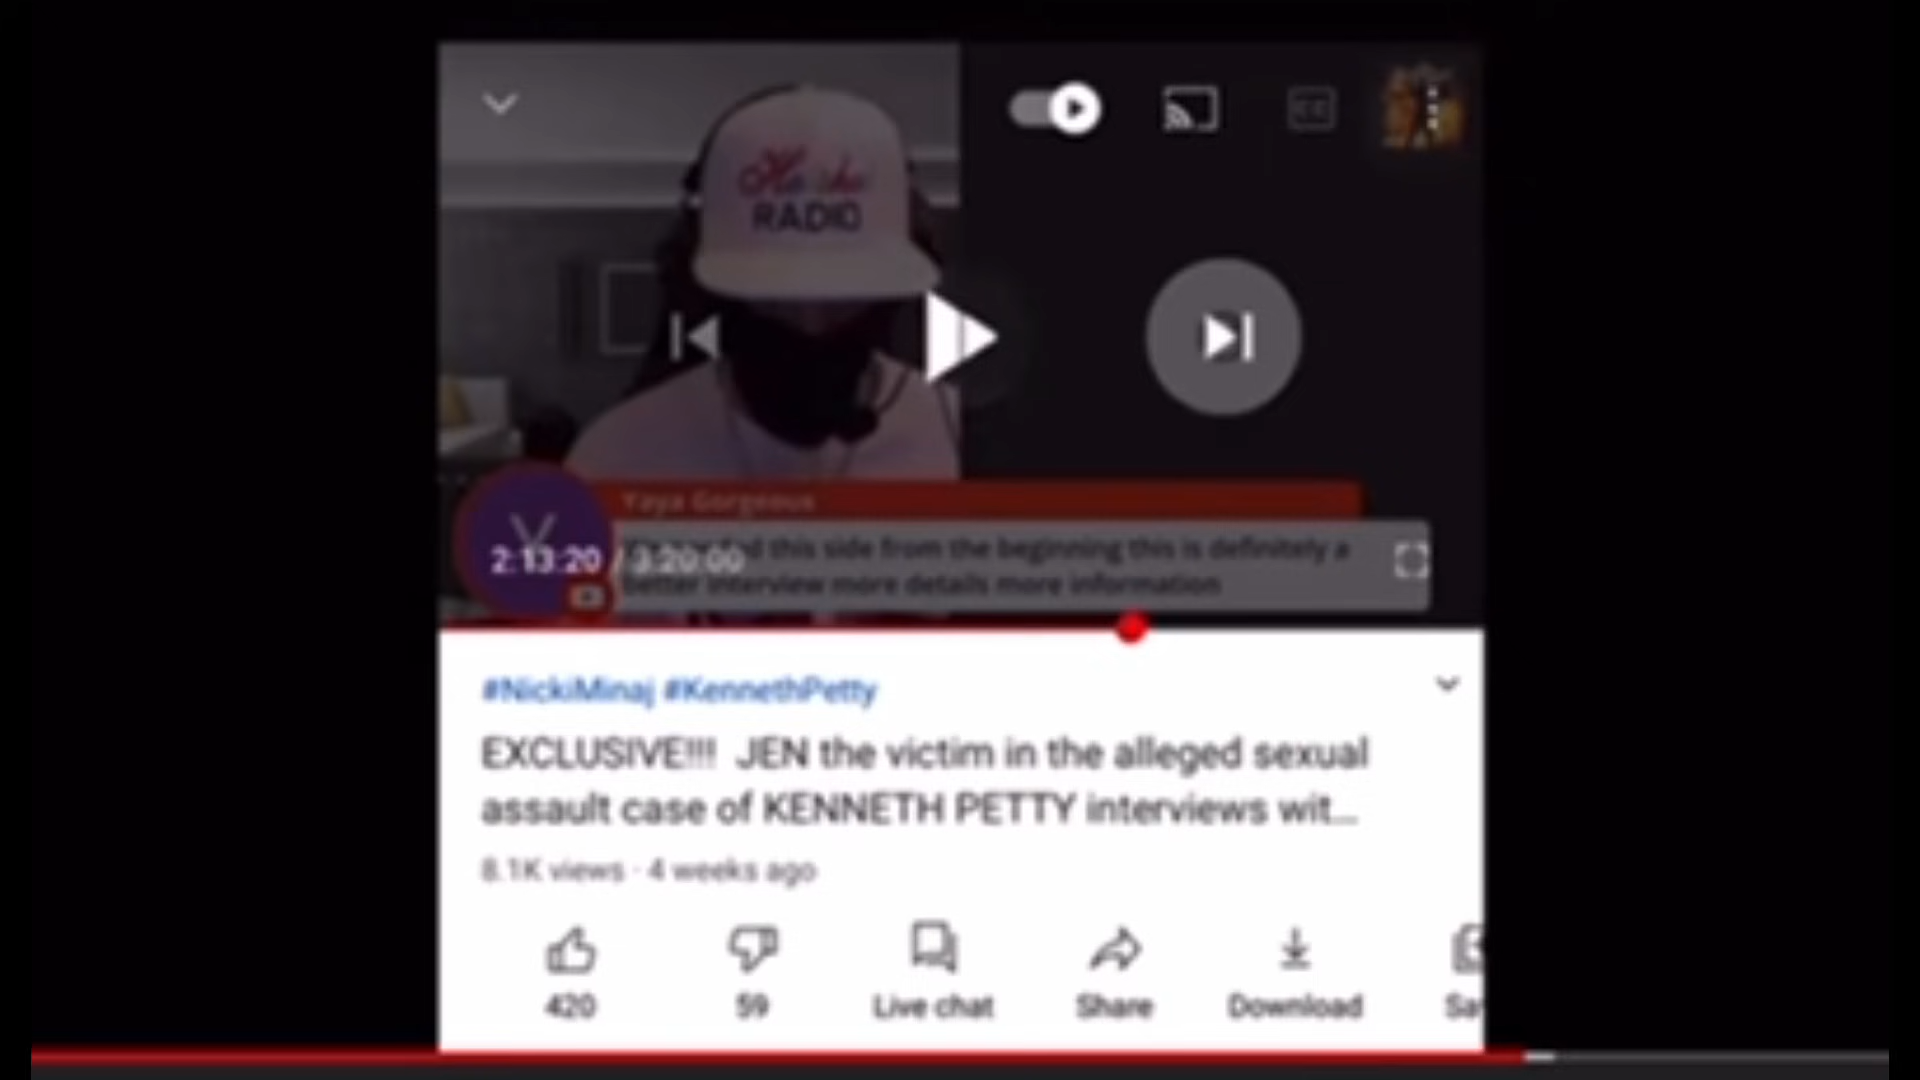 RADIO
CC
Yaya Gorgeous
d this side from the beginning this is definitely a
2:13:20 / 3:20:00
better interview more details more information
#NickiMinaj #KennethPetty
EXCLUSIVE!!! JEN the victim in the alleged sexual
assault case of KENNETH PETTY interviews wit...
8.1K views · 4 weeks ago
420
59
Live chat
Share
Download
Sa